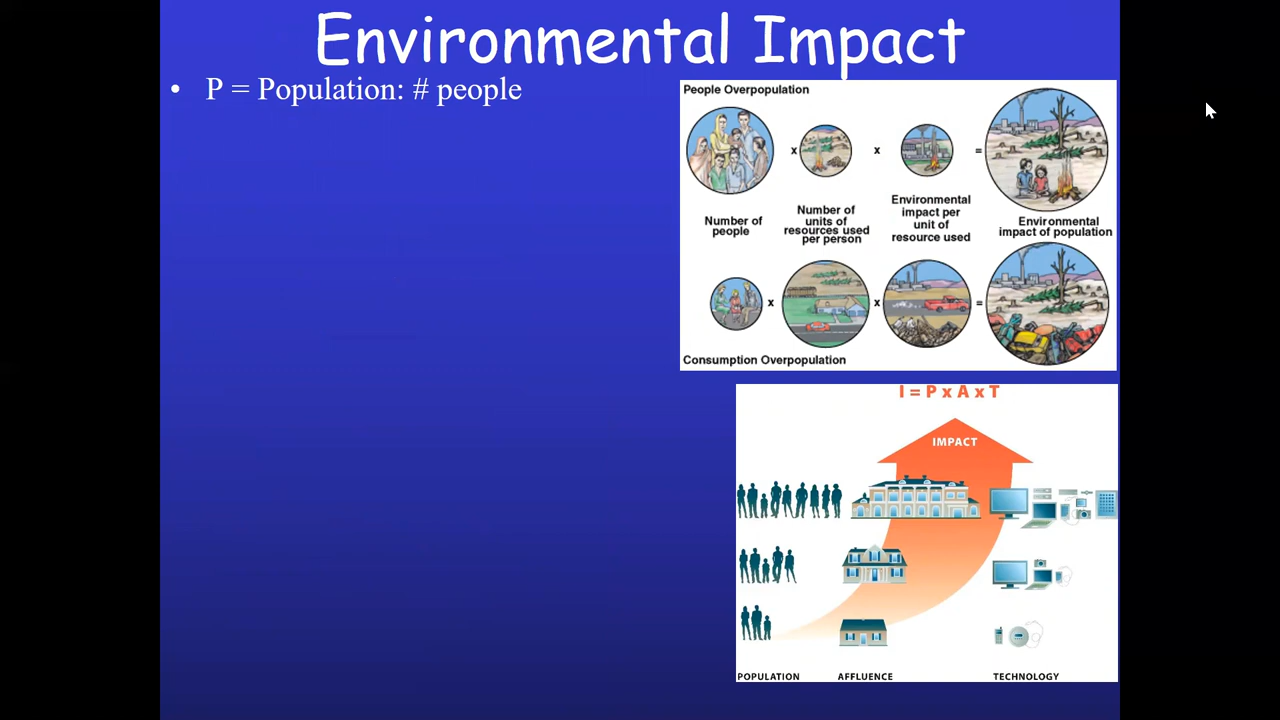 Environmental Impact
• P = Population: # people
People Overpopulation
x
x
=
Number of
people
Number of
units of
resources used
per person
Environmental
impact per
unit of
resource used
Environmental
impact of population
x
x
=
Consumption Overpopulation
I = P x A x T
IMPACT
POPULATION
AFFLUENCE
TECHNOLOGY